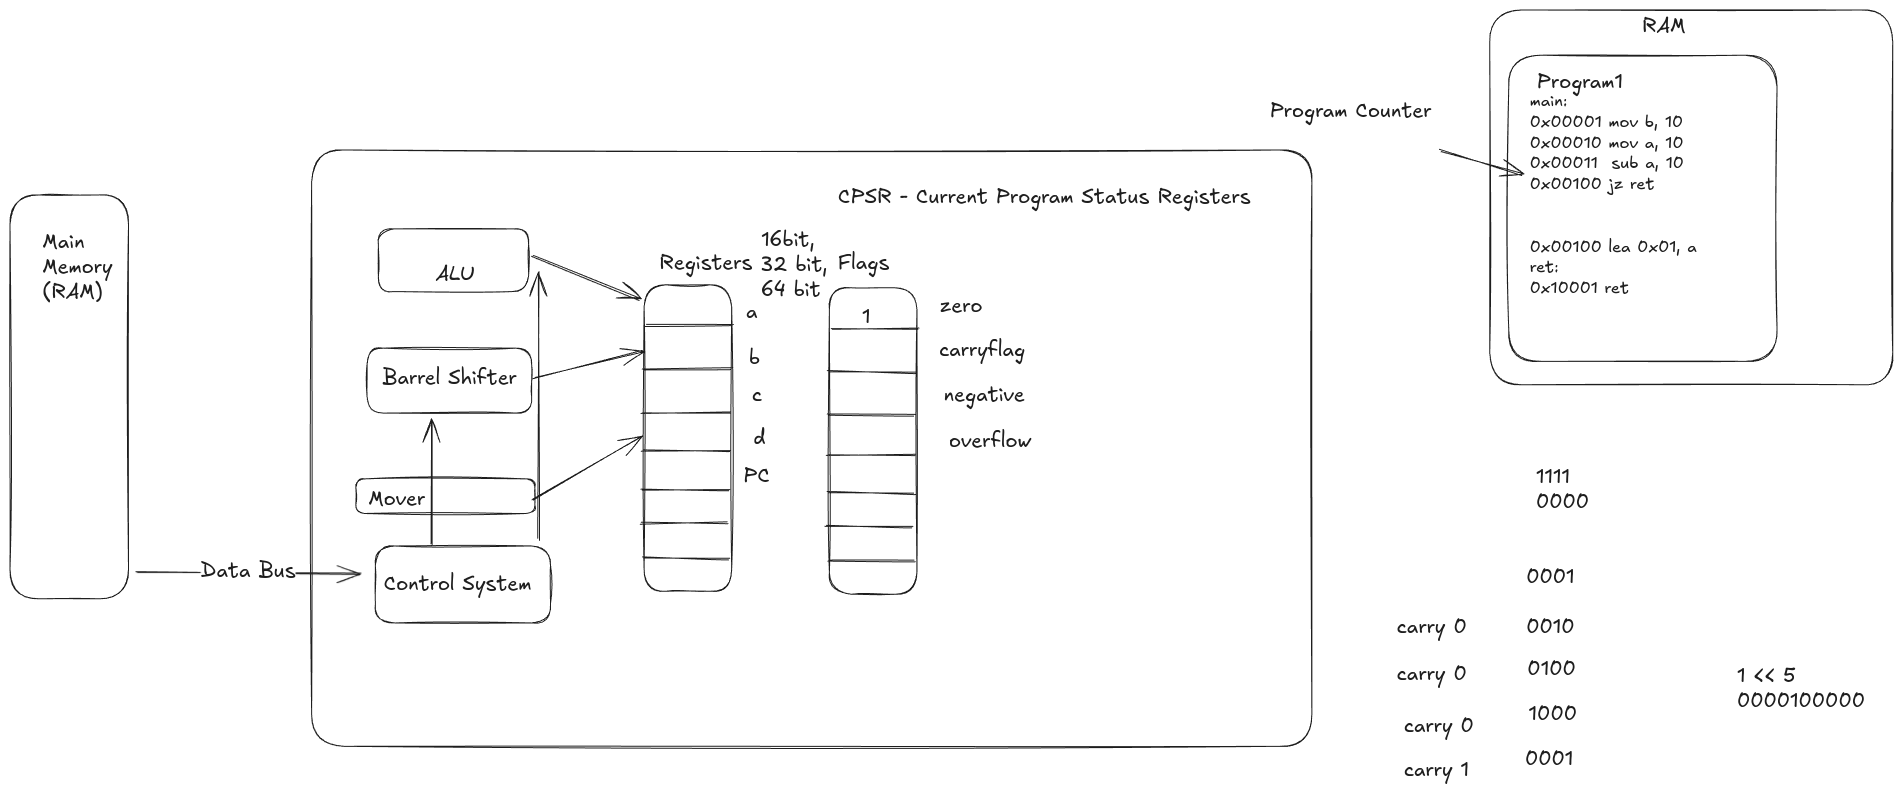 RAM
Program1
main:
0x00001 mov b, 10
0x00010 mov a, 10
0x00011 sub a, 10
0x00100 jz ret
0x00100 lea 0x01, a
ret:
0x10001 ret
Program Counter
CPSR - Current Program Status Registers
Main
Memory
(RAM)
ALU
Barrel Shifter
Mover
Control System
Data Bus
16bit,
Registers 32 bit, Flags
64 bit
a
b
c
d
PC
1
zero
carryflag
negative
overflow
1111
0000
0001
carry 0 0010
carry 0 0100
carry 0 1000
carry 1 0001
1 << 5
0000100000